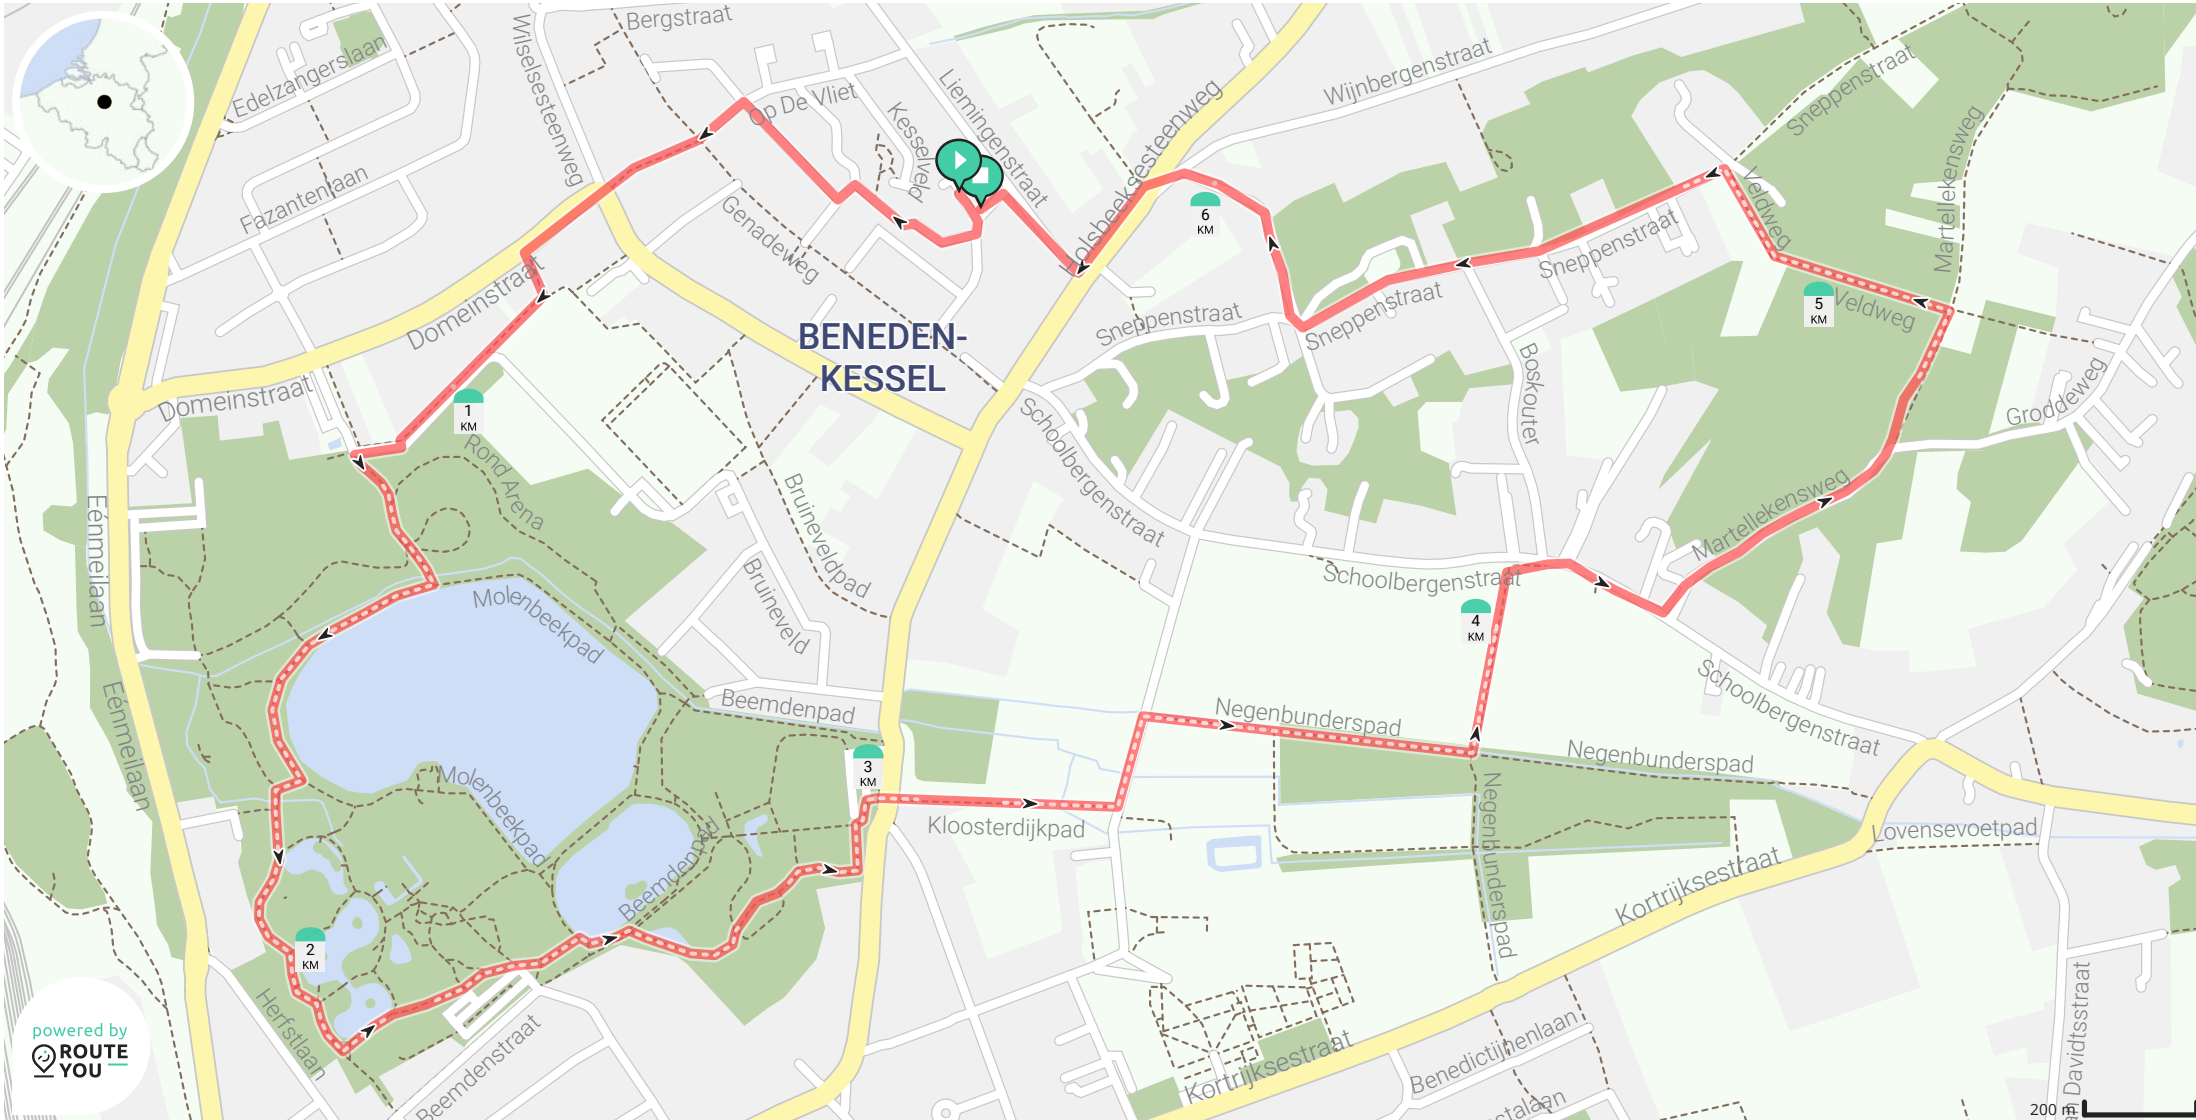 Bergstraat
Edelzangerslaan
Wilselsesteenweg
Liemingenstraat
Wijnbergenstraat
Sneppenstraat
Op De Vliet
Kesselveld
Holsbeeksesteenweg
Martellekensweg
Fazantenlaan
Genadeweg
6
KM
Veldweg
Sneppenstraat
Domeinstraat
Sneppenstraat
5
KM
Veldweg
Sneppenstraat
BENEDEN-
KESSEL
Boskouter
Domeinstraat
1
KM
Groddeweg
Schoolbergenstraat
Rond Arena
Eénmeilaan
Bruineveldpad
Martellekensweg
Bruineveld
Schoolbergenstraat
Molenbeekpad
4
KM
Eénmeilaan
Beemdenpad
Negenbunderspad
Negenbunderspad
Schoolbergenstraat
Molenbeekpad
3
KM
Negenbunderspad
Kloosterdijkpad
Lovensevoetpad
Beemdenpad
Kortrijksestraat
2
KM
Herfstlaan
Beemdenstraat
Kortrijksestraat
Benedictijnenlaan
stalaan
Davidtsstraat
powered by
ROUTE
YOU
200 m